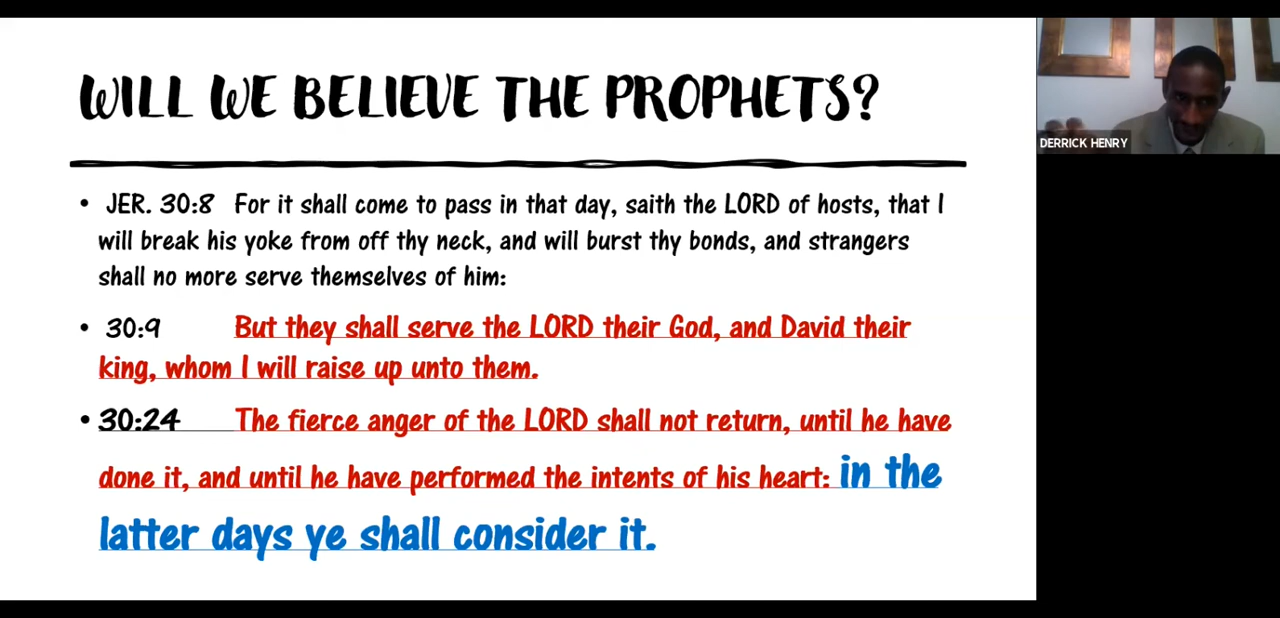 WILL WE BELIEVE THE PROPHETS?
DERRICK HENRY
• JER. 30:8 For it shall come to pass in that day, saith the LORD of hosts, that I
will break his yoke from off thy neck, and will burst thy bonds, and strangers
shall no more serve themselves of him:
• 30:9 But they shall serve the LORD their God, and David their
king, whom I will raise up unto them.
• 30:24 The fierce anger of the LORD shall not return, until he have
done it, and until he have performed the intents of his heart: in the
latter days ye shall consider it.